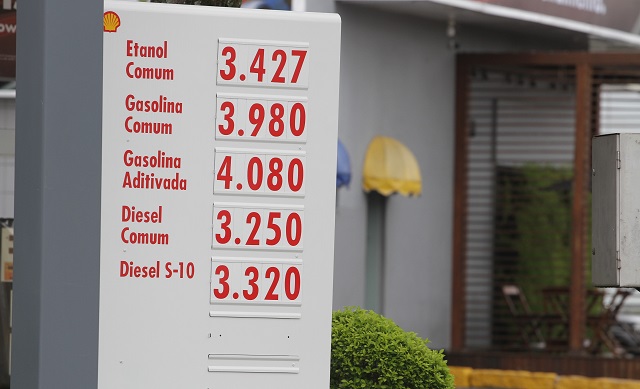 Etanol
Comum
3.427
Gasolina
Comum
3.980
Gasolina
Aditivada
4.080
Diesel
Comum
3.250
Diesel S-10
3.320